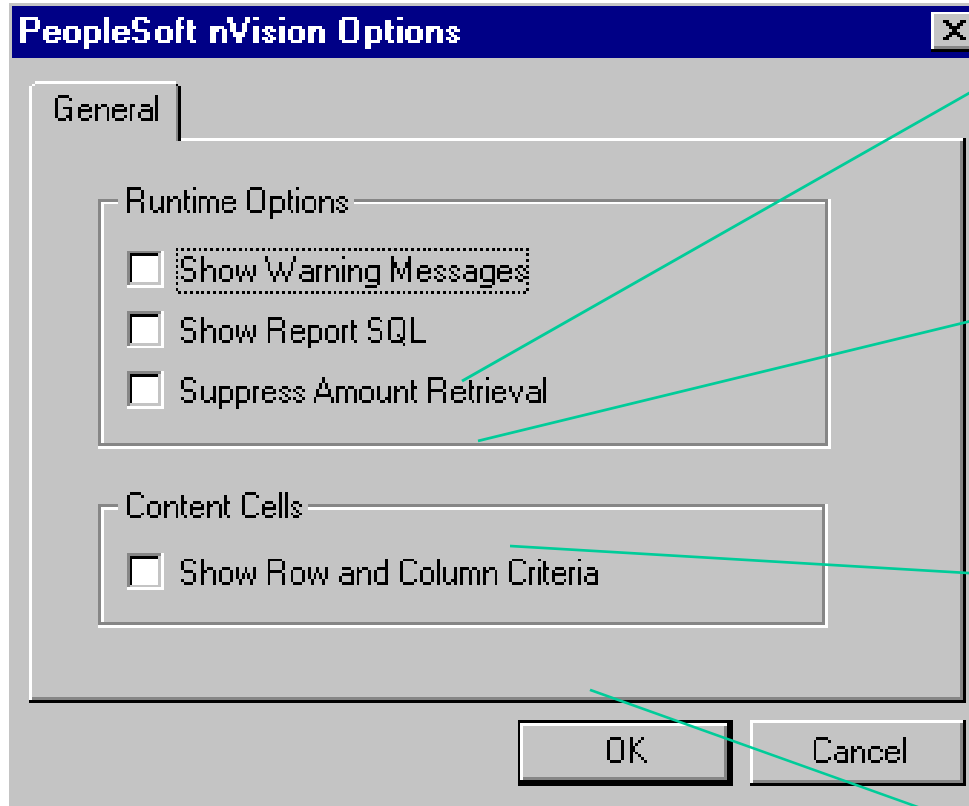 PeopleSoft nVision Options
General
Runtime Options
Show Warning Messages
Show Report SQL
Suppress Amount Retrieval
Content Cells
Show Row and Column Criteria
OK
Cancel